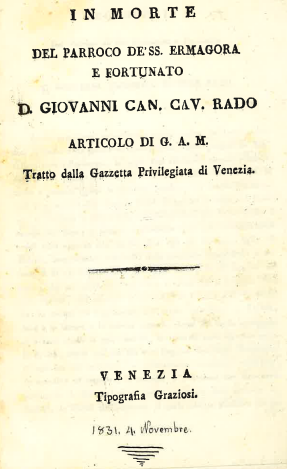 IN MORTE
DEL PARROCO DE' SS. ERMAGORA
E FORTUNATO
D. GIOVANNI CAN. CAV. RADO
ARTICOLO DI G. A. M.
Tratto dalla Gazzetta Privilegiata di Venezia.
VENEZIA
Tipografia Graziosi.
1831. 4. Novembre.